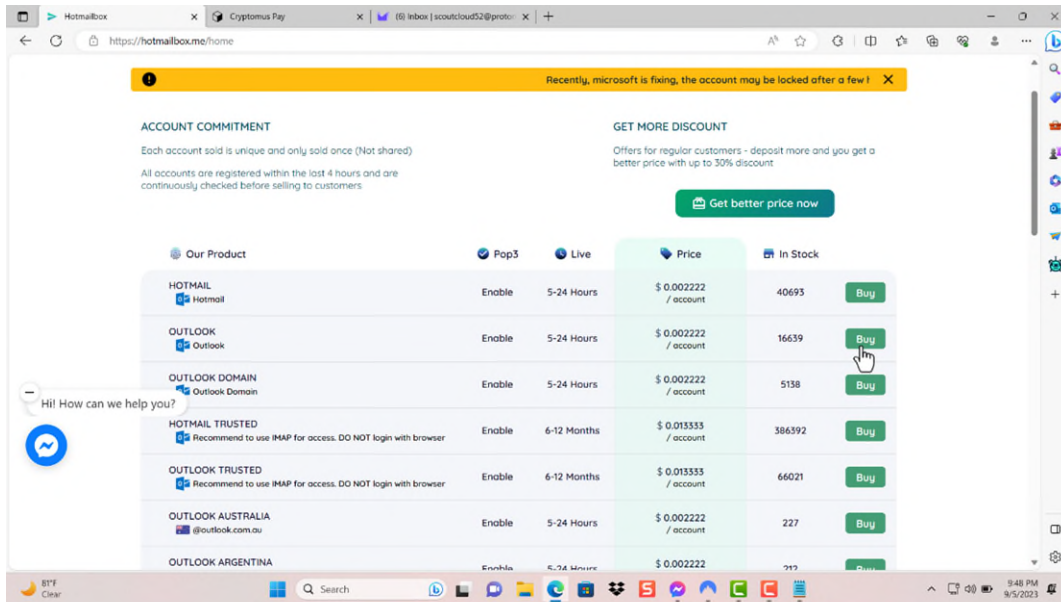 Hotmailbox
Cryptomus Pay
(6) Inbox | scoutcloud52@proton
https://hotmailbox.me/home
Recently, microsoft is fixing, the account may be locked after a few h
ACCOUNT COMMITMENT
Each account sold is unique and only sold once (Not shared)
All accounts are registered within the last 4 hours and are
continuously checked before selling to customers
GET MORE DISCOUNT
Offers for regular customers - deposit more and you get a
better price with up to 30% discount
Get better price now
Our Product Pop3 Live Price In Stock
HOTMAIL
Hotmail
Enable 5-24 Hours $ 0.002222 / account 40693 Buy
OUTLOOK
Outlook
Enable 5-24 Hours $ 0.002222 / account 16639 Buy
OUTLOOK DOMAIN
Outlook Domain
Enable 5-24 Hours $ 0.002222 / account 5138 Buy
Hi! How can we help you?
HOTMAIL TRUSTED
Recommend to use IMAP for access. DO NOT login with browser
Enable 6-12 Months $ 0.013333 / account 386392 Buy
OUTLOOK TRUSTED
Recommend to use IMAP for access. DO NOT login with browser
Enable 6-12 Months $ 0.013333 / account 66021 Buy
OUTLOOK AUSTRALIA
@outlook.com.au
Enable 5-24 Hours $ 0.002222 / account 227 Buy
OUTLOOK ARGENTINA
Enable 5-24 Hours $ 0.002222 212 Buy
81°F
Clear
Search
9:48 PM
9/5/2023